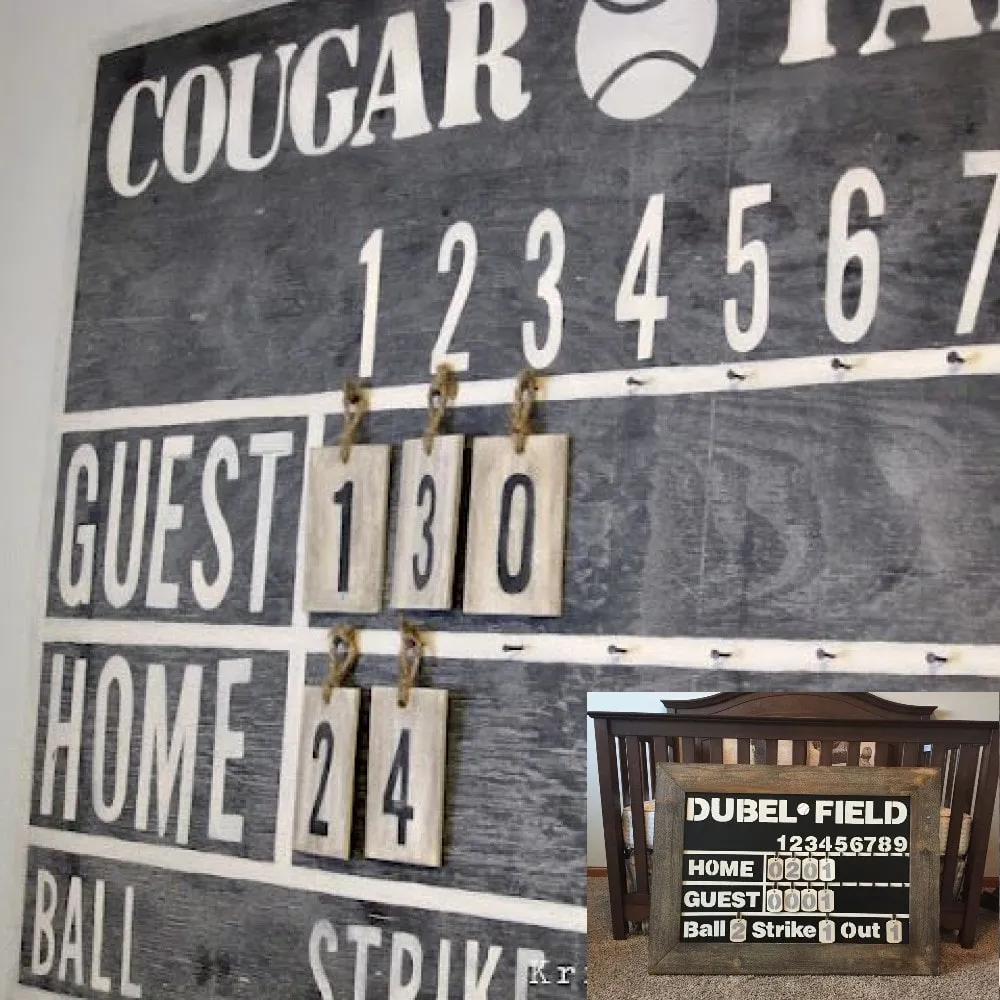 COUGAR
1 2 3 4 5 6 7
GUEST 1 3 0
HOME 2 4
BALL
DUBEL FIELD
123456789
HOME 0201
GUEST 0001
Ball 2 Strike 1 Out 1